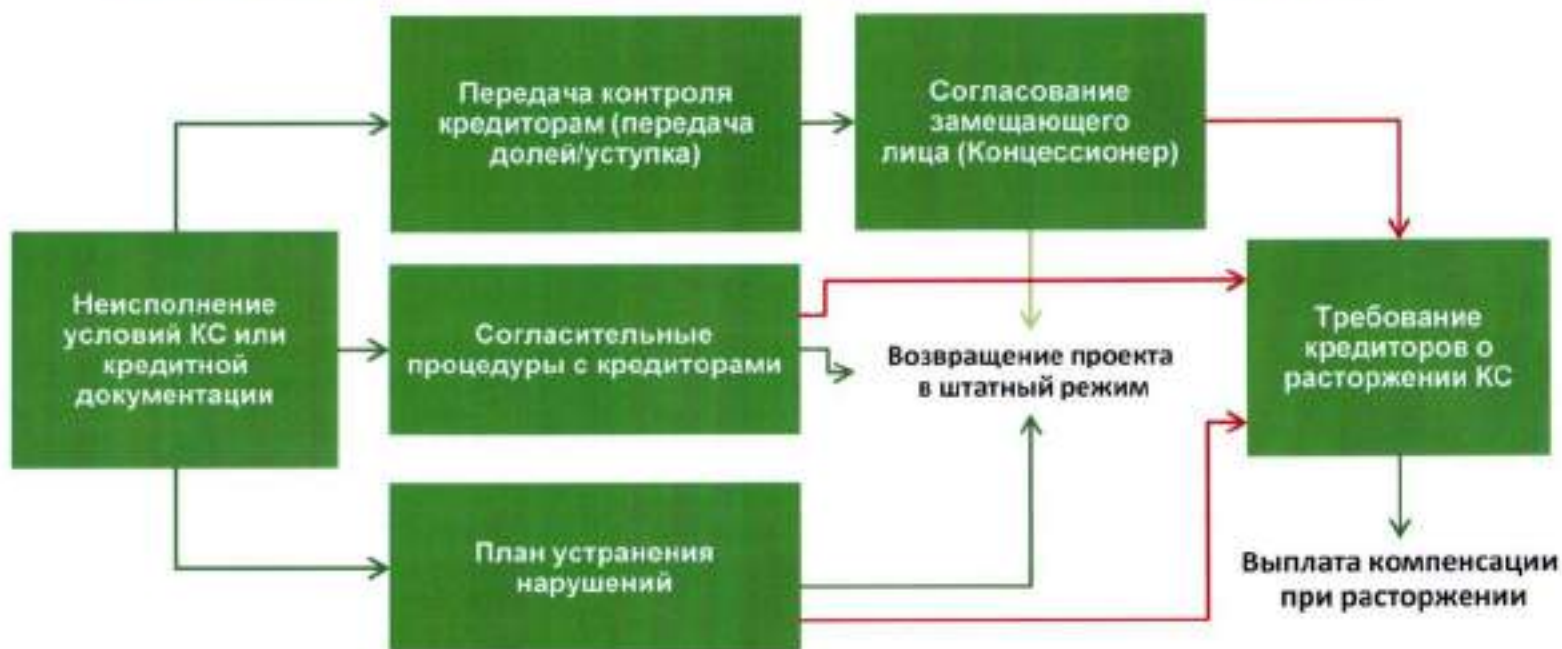 Передача контроля
кредиторам (передача
долей/уступка)
Согласование
замещающего
лица (Концессионер)
Неисполнение
условий КС или
кредитной
документации
Согласительные
процедуры с кредиторами
Возвращение проекта
в штатный режим
Требование
кредиторов о
расторжении КС
План устранения
нарушений
Выплата компенсации
при расторжении